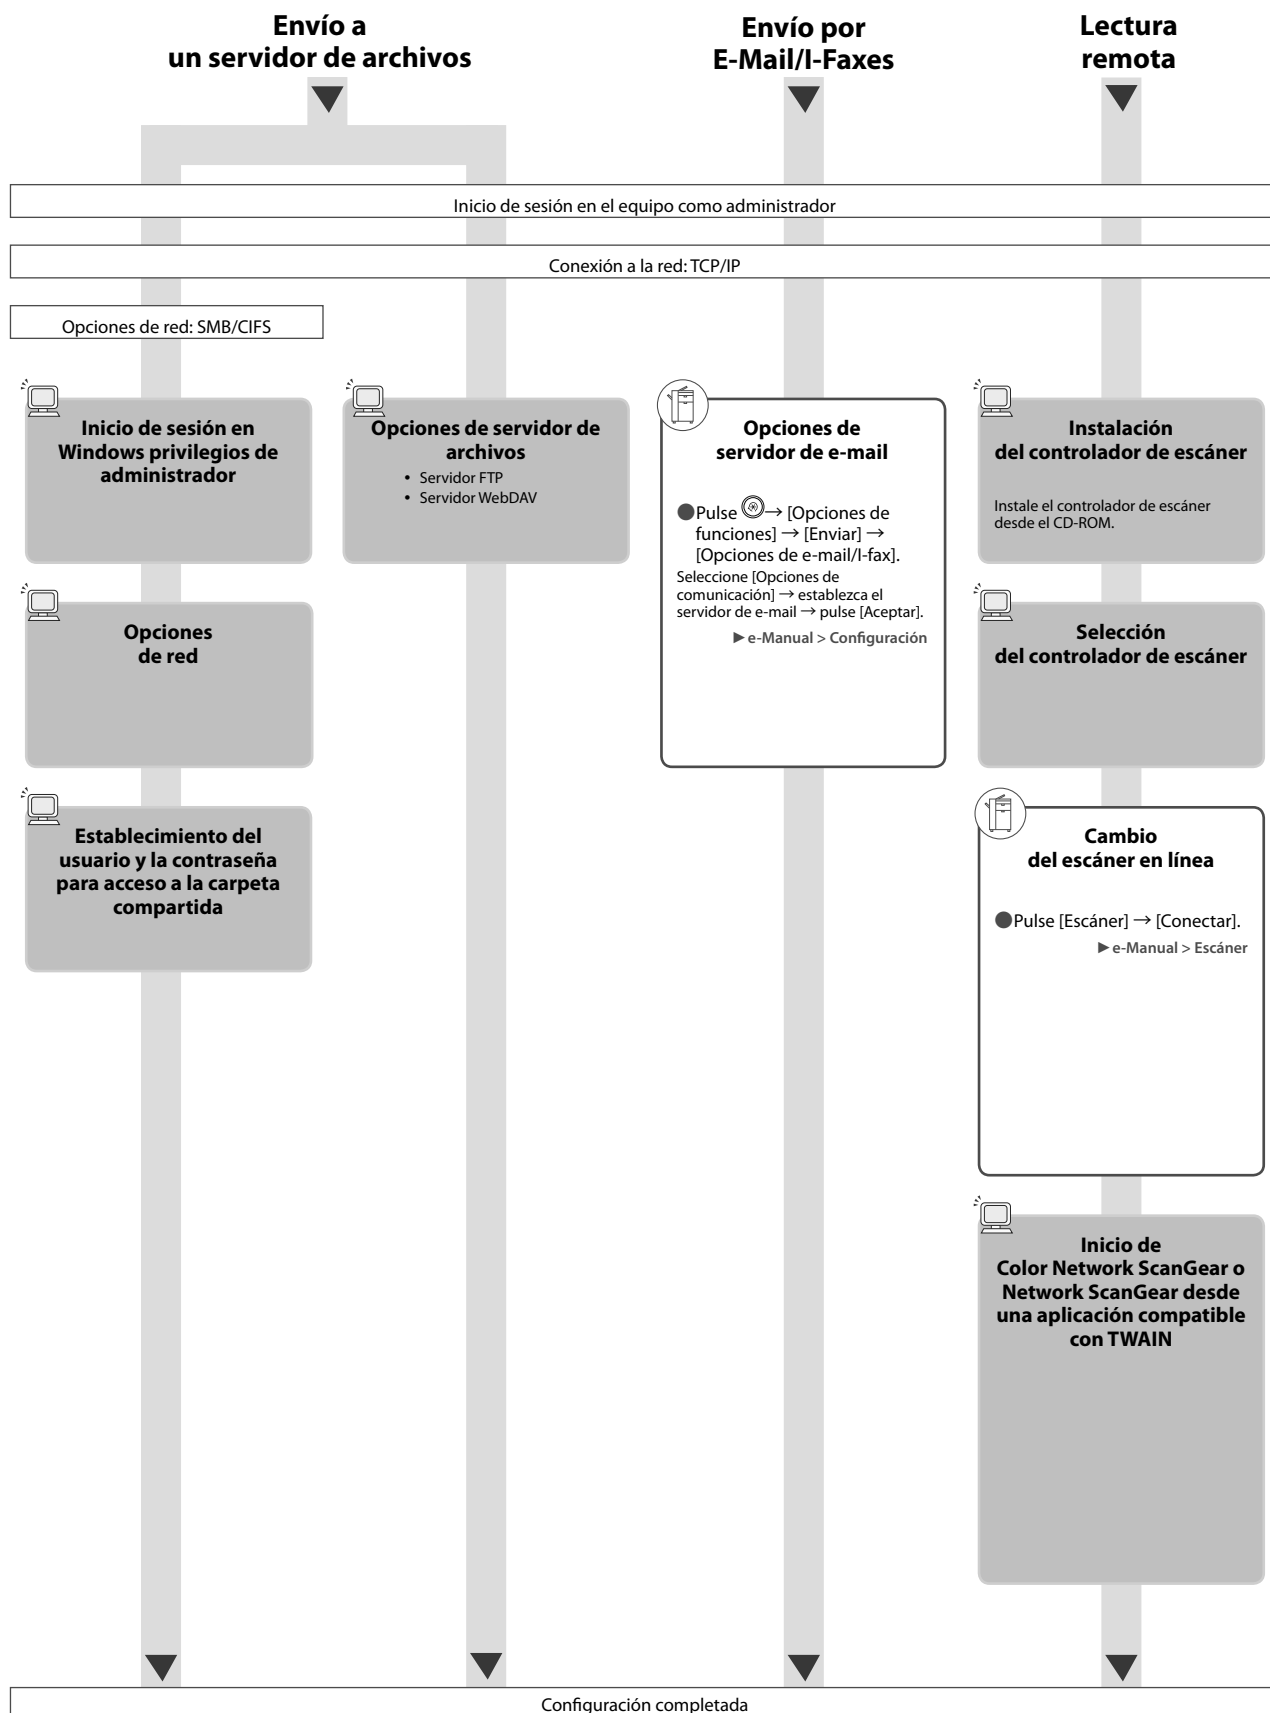 Envío a
un servidor de archivos
Envío por
E-Mail/I-Faxes
Lectura
remota
Inicio de sesión en el equipo como administrador
Conexión a la red: TCP/IP
Opciones de red: SMB/CIFS
Inicio de sesión en
Windows privilegios de
administrador
Opciones
de red
Establecimiento del
usuario y la contraseña
para acceso a la carpeta
compartida
Opciones de servidor de
archivos
• Servidor FTP
• Servidor WebDAV
Opciones de
servidor de e-mail
●Pulse → [Opciones de
funciones] → [Enviar] →
[Opciones de e-mail/I-fax].
Seleccione [Opciones de
comunicación] → establezca el
servidor de e-mail → pulse [Aceptar].
►e-Manual > Configuración
Instalación
del controlador de escáner
Instale el controlador de escáner
desde el CD-ROM.
Selección
del controlador de escáner
Cambio
del escáner en línea
●Pulse [Escáner] → [Conectar].
►e-Manual > Escáner
Inicio de
Color Network ScanGear o
Network ScanGear desde
una aplicación compatible
con TWAIN
Configuración completada